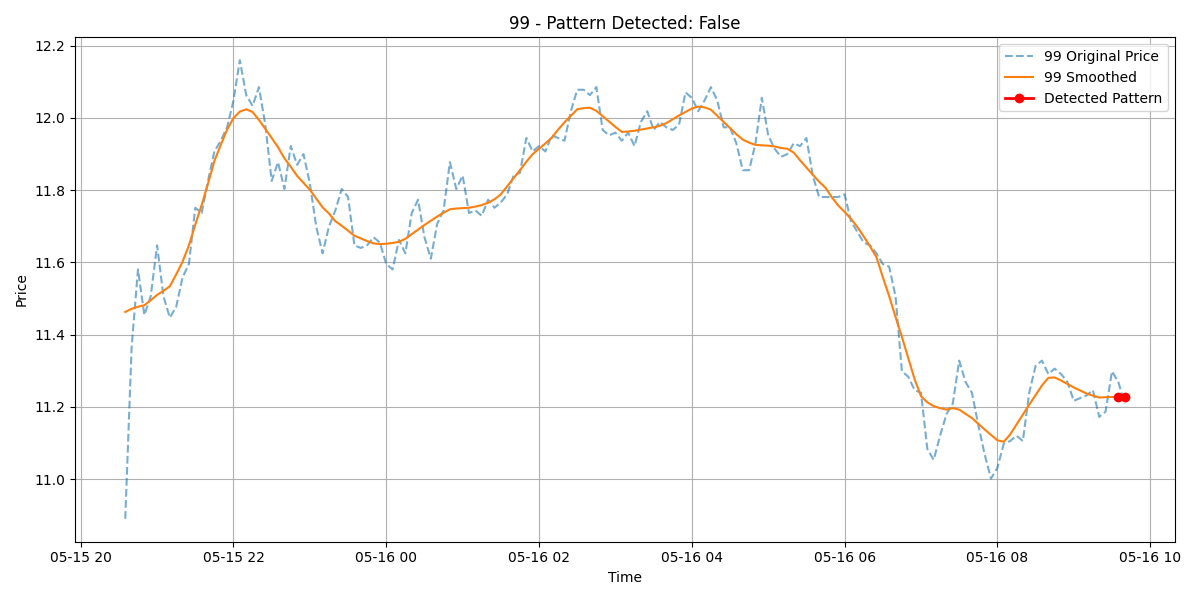 99 - Pattern Detected: False
99 Original Price
99 Smoothed
Detected Pattern
Price
12.2
12.0
11.8
11.6
11.4
11.2
11.0
05-15 20
05-15 22
05-16 00
05-16 02
05-16 04
05-16 06
05-16 08
05-16 10
Time